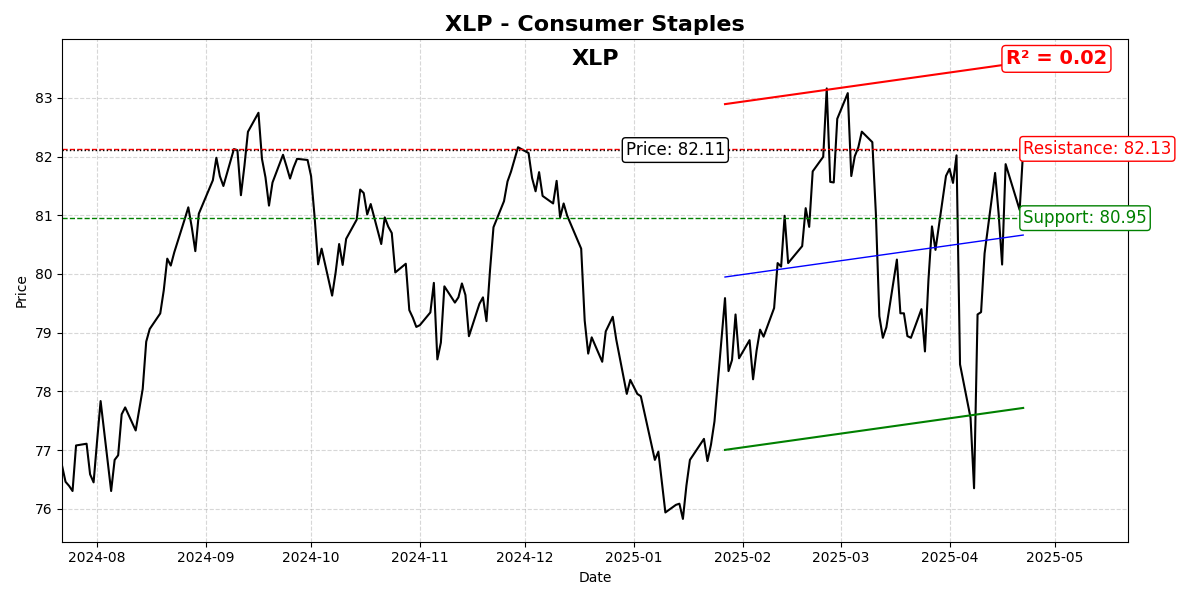 XLP - Consumer Staples
XLP
R² = 0.02
83
82
81
80
79
78
77
76
Price
Price: 82.11
Resistance: 82.13
Support: 80.95
2024-08
2024-09
2024-10
2024-11
2024-12
2025-01
2025-02
2025-03
2025-04
2025-05
Date